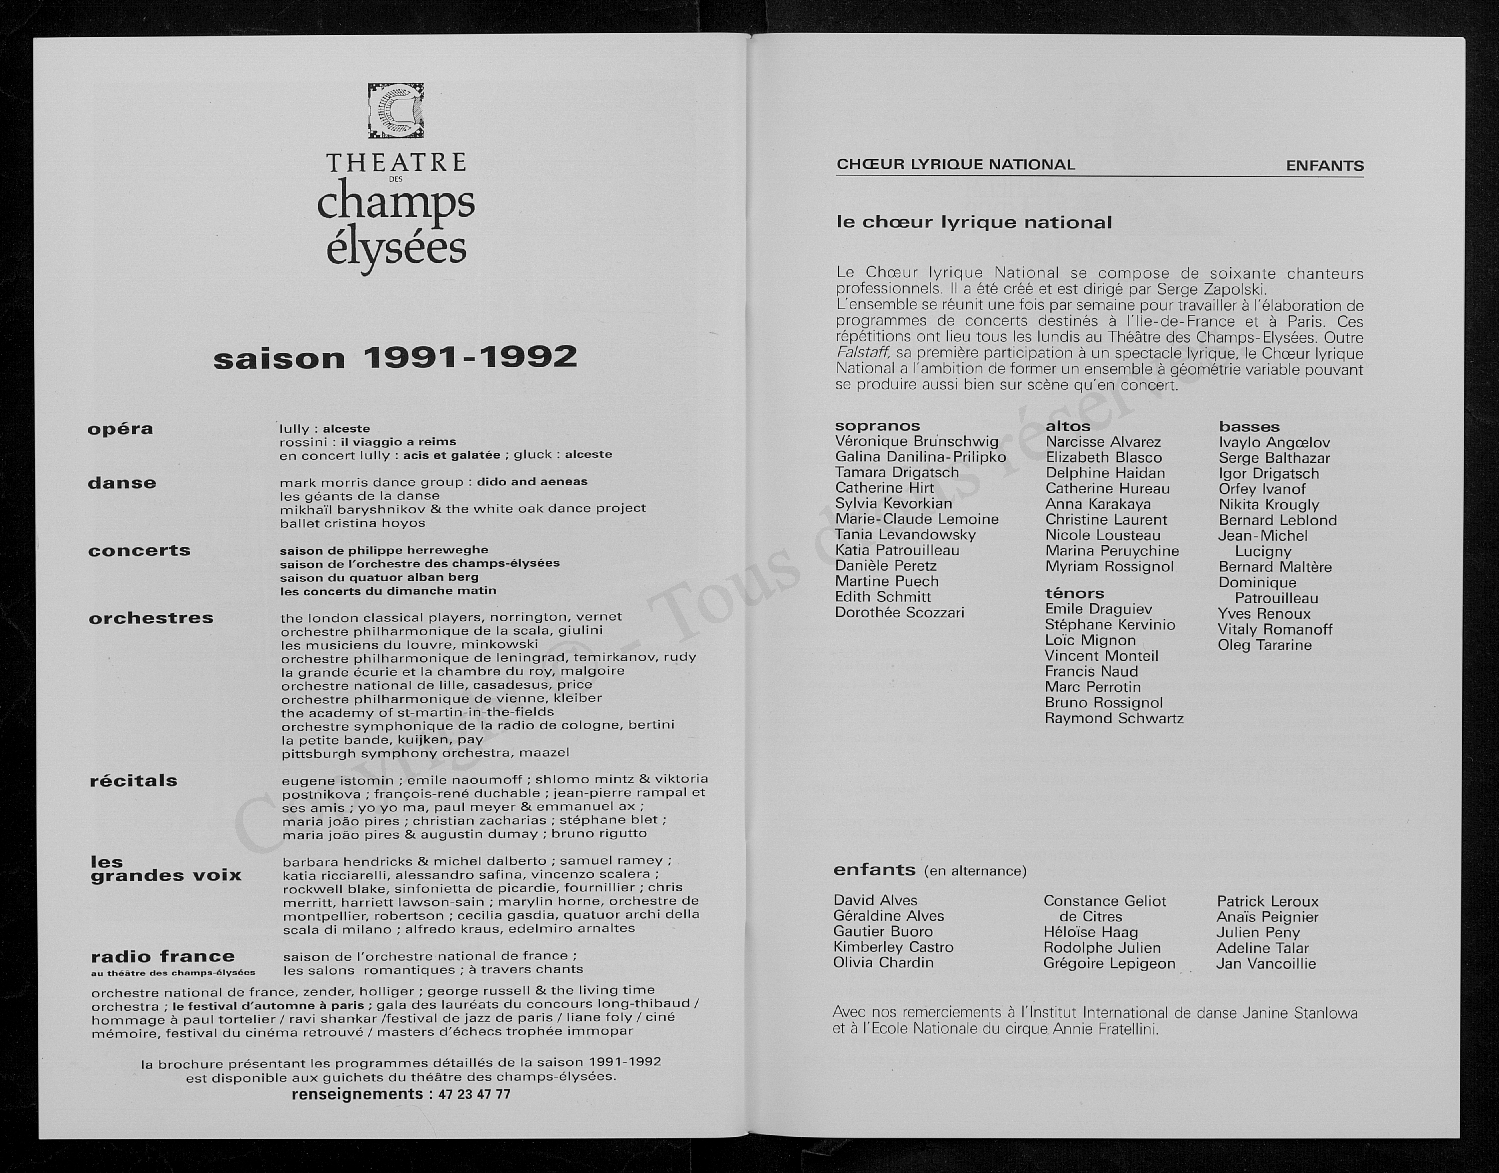 THEATRE
DES
champs
élysées
saison 1991-1992
opéra
lully : alceste
rossini : il viaggio a reims
en concert lully : acis et galatée ; gluck : alceste
danse
mark morris dance group : dido and aeneas
les géants de la danse
mikhaïl baryshnikov & the white oak dance project
ballet cristina hoyos
concerts
saison de philippe herreweghe
saison de l'orchestre des champs-élysées
saison du quatuor alban berg
les concerts du dimanche matin
orchestres
the london classical players, norrington, vernet
orchestre philharmonique de la scala, giulini
les musiciens du louvre, minkowski
orchestre philharmonique de leningrad, temirkanov, rudy
la grande écurie et la chambre du roy, malgoire
orchestre national de lille, casadesus, price
orchestre philharmonique de vienne, kleiber
the academy of st-martin-in-the-fields
orchestre symphonique de la radio de cologne, bertini
la petite bande, kuijken, pay
pittsburgh symphony orchestra, maazel
récitals
eugene istomin ; emile naoumoff ; shlomo mintz & viktoria
postnikova ; françois-rené duchable ; jean-pierre rampal et
ses amis ; yo yo ma, paul meyer & emmanuel ax ;
maria joão pires ; christian zacharias ; stéphane blet ;
maria joão pires & augustin dumay ; bruno rigutto
les
grandes voix
barbara hendricks & michel dalberto ; samuel ramey ;
katia ricciarelli, alessandro safina, vincenzo scalera ;
rockwell blake, sinfonietta de picardie, fournillier ; chris
merritt, harriett lawson-sain ; marylin horne, orchestre de
montpellier, robertson ; cecilia gasdia, quatuor archi della
scala di milano ; alfredo kraus, edelmiro arnaltes
radio france
au théâtre des champs-élysées
saison de l'orchestre national de france ;
les salons romantiques ; à travers chants
orchestre national de france, zender, holliger ; george russell & the living time
orchestra ; le festival d'automne à paris ; gala des lauréats du concours long-thibaud /
hommage à paul tortelier / ravi shankar /festival de jazz de paris / liane foly / ciné
mémoire, festival du cinéma retrouvé / masters d'échecs trophée immopar
la brochure présentant les programmes détaillés de la saison 1991-1992
est disponible aux guichets du théâtre des champs-élysées.
renseignements : 47 23 47 77
CHŒUR LYRIQUE NATIONAL ENFANTS
le chœur lyrique national
Le Chœur lyrique National se compose de soixante chanteurs
professionnels. Il a été créé et est dirigé par Serge Zapolski.
L'ensemble se réunit une fois par semaine pour travailler à l'élaboration de
programmes de concerts destinés à l'Ile-de-France et à Paris. Ces
répétitions ont lieu tous les lundis au Théâtre des Champs-Elysées. Outre
Falstaff, sa première participation à un spectacle lyrique, le Chœur lyrique
National a l'ambition de former un ensemble à géométrie variable pouvant
se produire aussi bien sur scène qu'en concert.
sopranos
Véronique Brunschwig
Galina Danilina-Prilipko
Tamara Drigatsch
Catherine Hirt
Sylvia Kevorkian
Marie-Claude Lemoine
Tania Levandowsky
Katia Patrouilleau
Danièle Peretz
Martine Puech
Edith Schmitt
Dorothée Scozzari
altos
Narcisse Alvarez
Elizabeth Blasco
Delphine Haidan
Catherine Hureau
Anna Karakaya
Christine Laurent
Nicole Lousteau
Marina Peruychine
Myriam Rossignol
ténors
Emile Draguiev
Stéphane Kervinio
Loïc Mignon
Vincent Monteil
Francis Naud
Marc Perrotin
Bruno Rossignol
Raymond Schwartz
basses
Ivaylo Angœlov
Serge Balthazar
Igor Drigatsch
Orfey Ivanof
Nikita Krougly
Bernard Leblond
Jean-Michel
Lucigny
Bernard Maltère
Dominique
Patrouilleau
Yves Renoux
Vitaly Romanoff
Oleg Tararine
enfants (en alternance)
David Alves
Géraldine Alves
Gautier Buoro
Kimberley Castro
Olivia Chardin
Constance Geliot
de Citres
Héloïse Haag
Rodolphe Julien
Grégoire Lepigeon
Patrick Leroux
Anaïs Peignier
Julien Peny
Adeline Talar
Jan Vancoillie
Avec nos remerciements à l'Institut International de danse Janine Stanlowa
et à l'Ecole Nationale du cirque Annie Fratellini.
Copyright © - Tous droits réservés